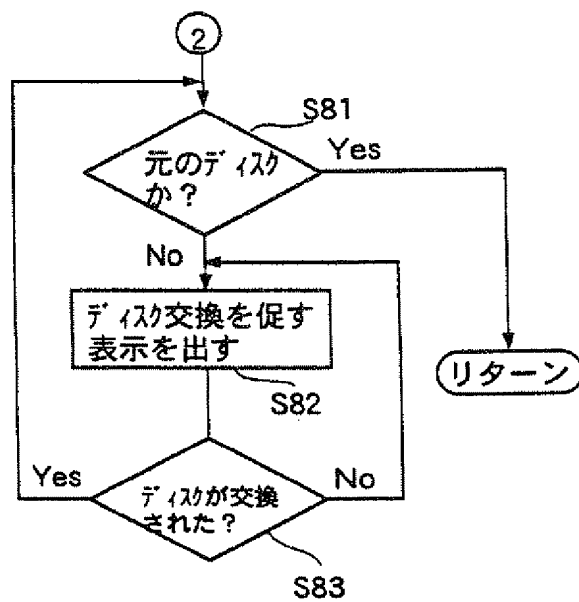 2
S81
元のディスク
か？
Yes
No
ディスク交換を促す
表示を出す
S82
リターン
Yes
ディスクが交換
された？
No
S83